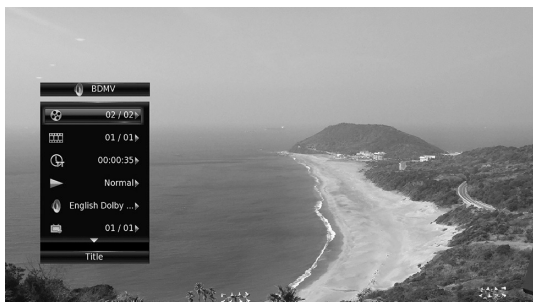 BDMV
02 / 02
01 / 01
00:00:35
Normal
English Dolby ...
01 / 01
Title